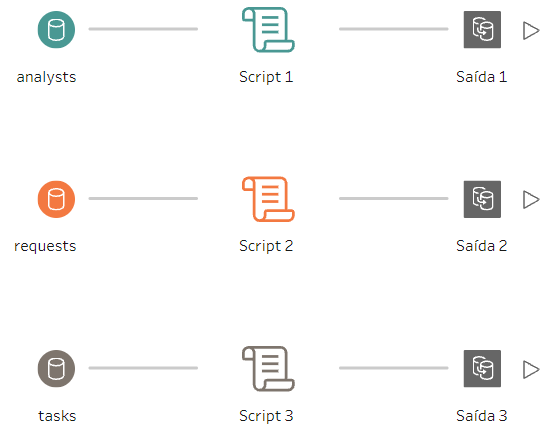 analysts
Script 1
Saída 1
requests
Script 2
Saída 2
tasks
Script 3
Saída 3